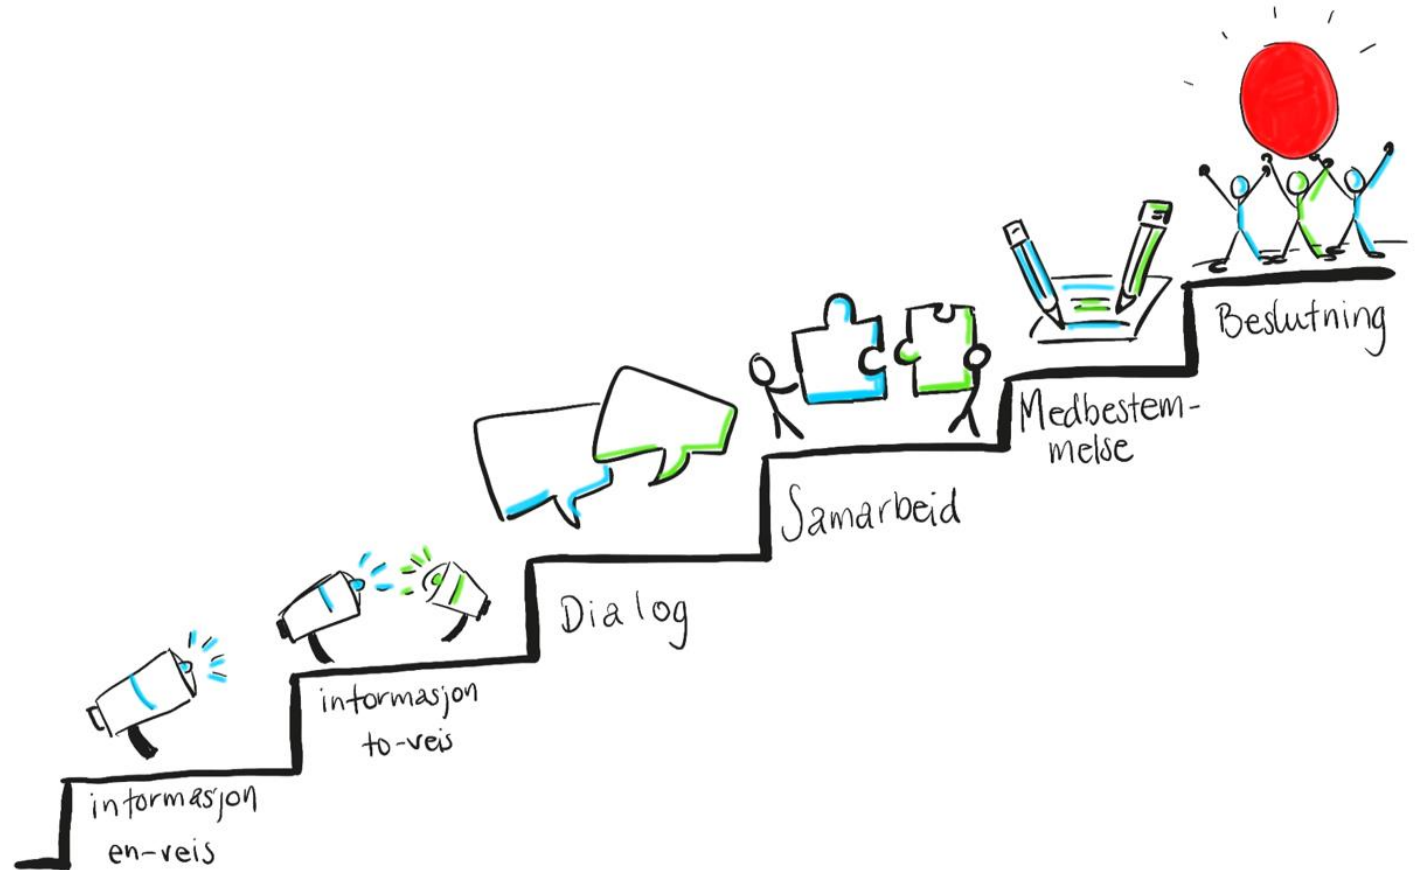 informasjon
en-veis
informasjon
to-veis
Dialog
Samarbeid
Medbestem-
melse
Beslutning